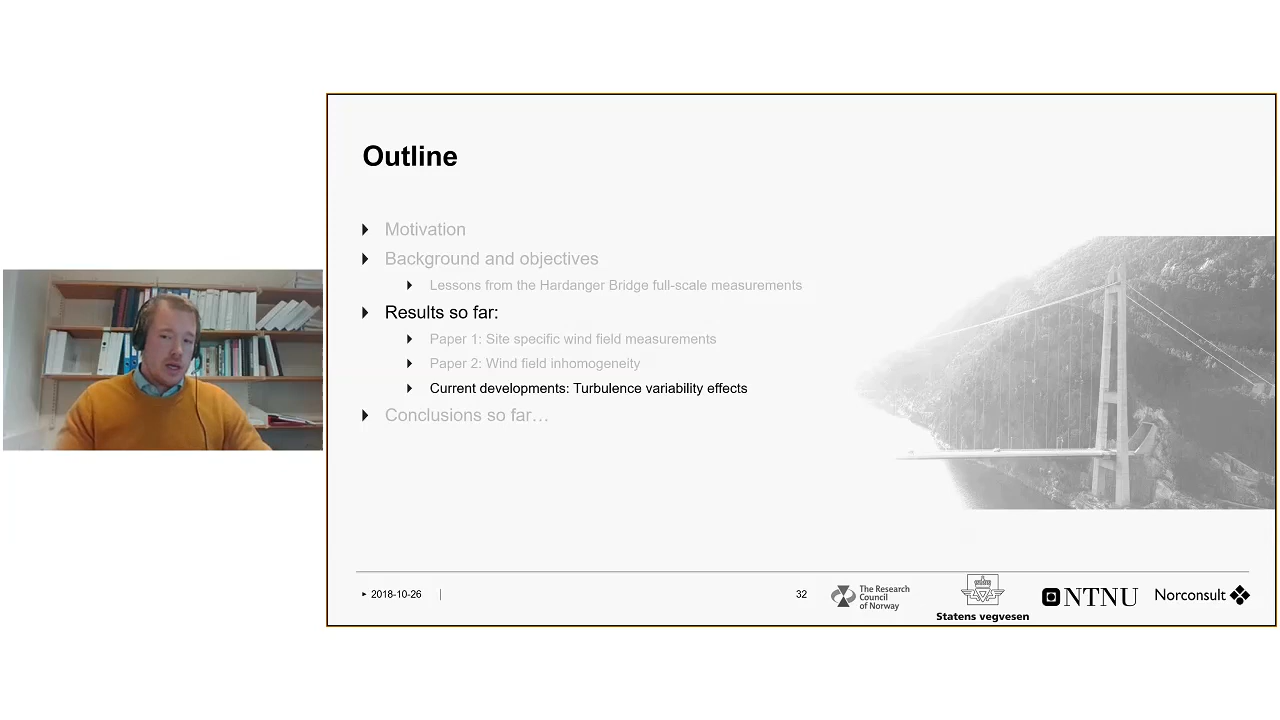 Outline
Motivation
Background and objectives
Lessons from the Hardanger Bridge full-scale measurements
Results so far:
Paper 1: Site specific wind field measurements
Paper 2: Wind field inhomogeneity
Current developments: Turbulence variability effects
Conclusions so far…
2018-10-26
32
The Research
Council
of Norway
Statens vegvesen
NTNU
Norconsult